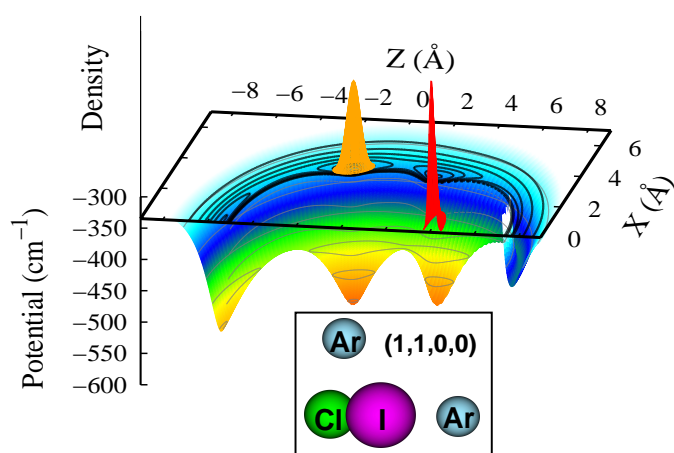 Z (Å)
−8 −6 −4 −2 0 2 4 6 8
Density
6
4
2
0
X (Å)
Potential (cm−1)
−300
−350
−400
−450
−500
−550
−600
Ar (1,1,0,0)
Cl I Ar